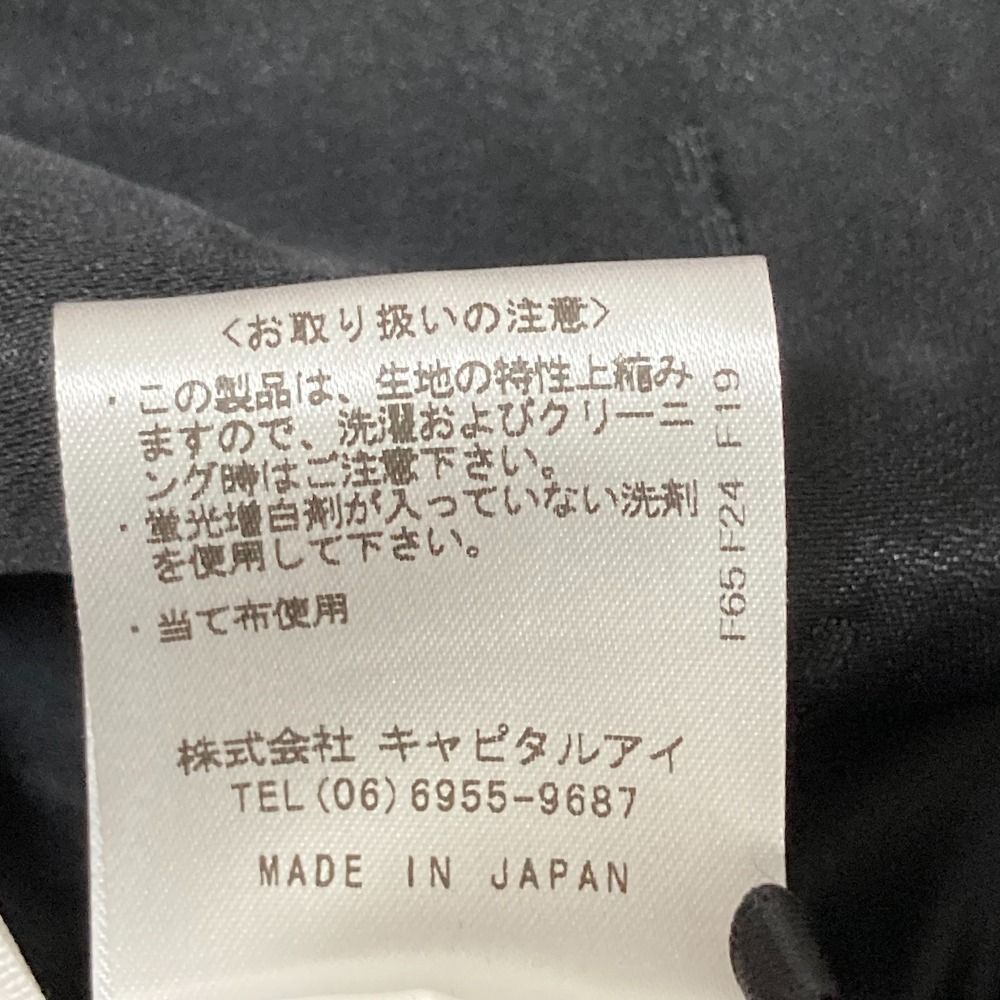 <お取り扱いの注意>
・この製品は、生地の特性上縮み
ますので、洗濯およびクリーニ
ング時はご注意下さい。
・蛍光増白剤が入っていない洗剤
を使用して下さい。
・当て布使用
F65 F24 F19
株式会社 キャピタルアイ
TEL(06)6955-9687
MADE IN JAPAN